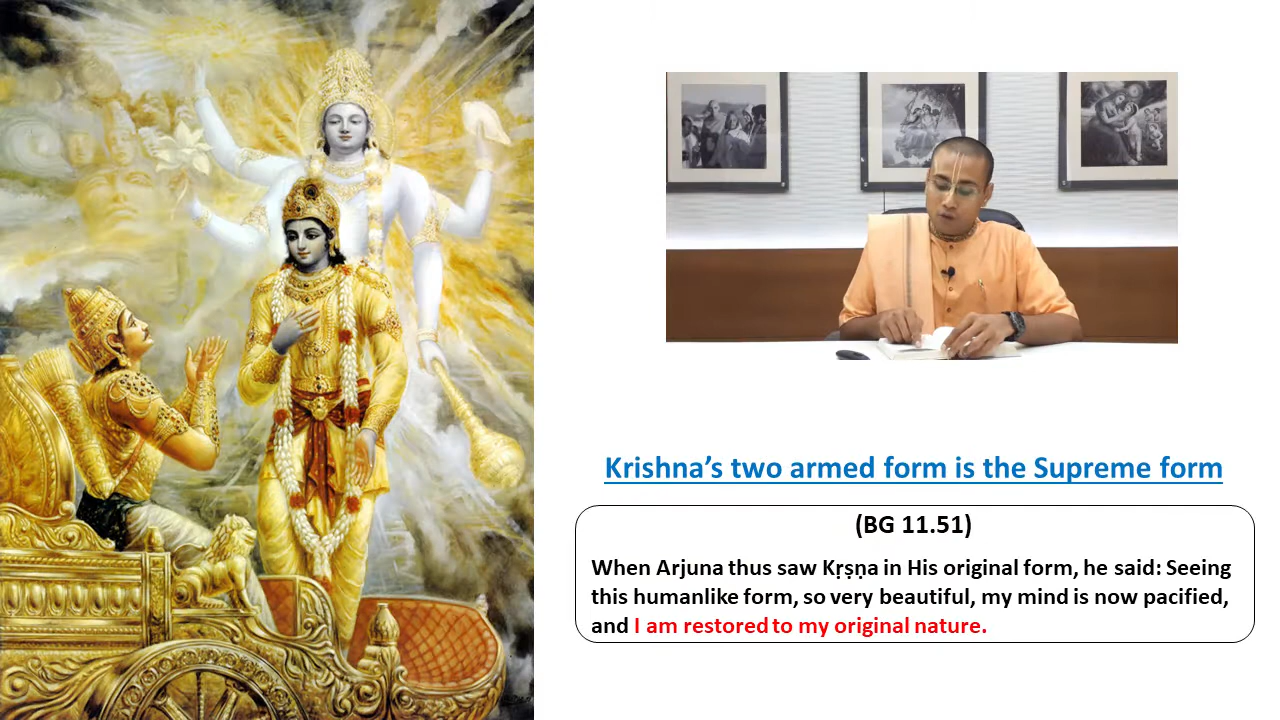 Krishna’s two armed form is the Supreme form
(BG 11.51)
When Arjuna thus saw Kṛṣṇa in His original form, he said: Seeing
this humanlike form, so very beautiful, my mind is now pacified,
and I am restored to my original nature.